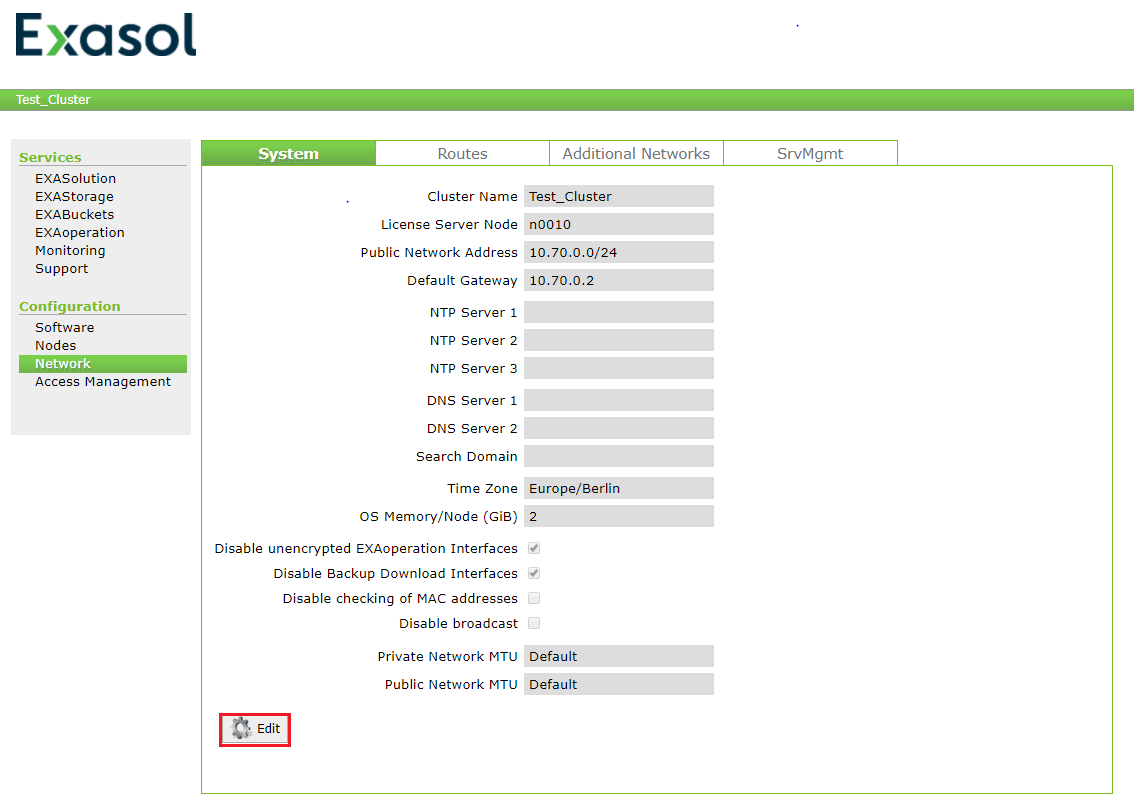 Exasol
Test_Cluster
Services
EXASolution
EXAStorage
EXABuckets
EXAoperation
Monitoring
Support
Configuration
Software
Nodes
Network
Access Management
System Routes Additional Networks SrvMgmt
Cluster Name Test_Cluster
License Server Node n0010
Public Network Address 10.70.0.0/24
Default Gateway 10.70.0.2
NTP Server 1
NTP Server 2
NTP Server 3
DNS Server 1
DNS Server 2
Search Domain
Time Zone Europe/Berlin
OS Memory/Node (GiB) 2
Disable unencrypted EXAoperation Interfaces
Disable Backup Download Interfaces
Disable checking of MAC addresses
Disable broadcast
Private Network MTU Default
Public Network MTU Default
Edit